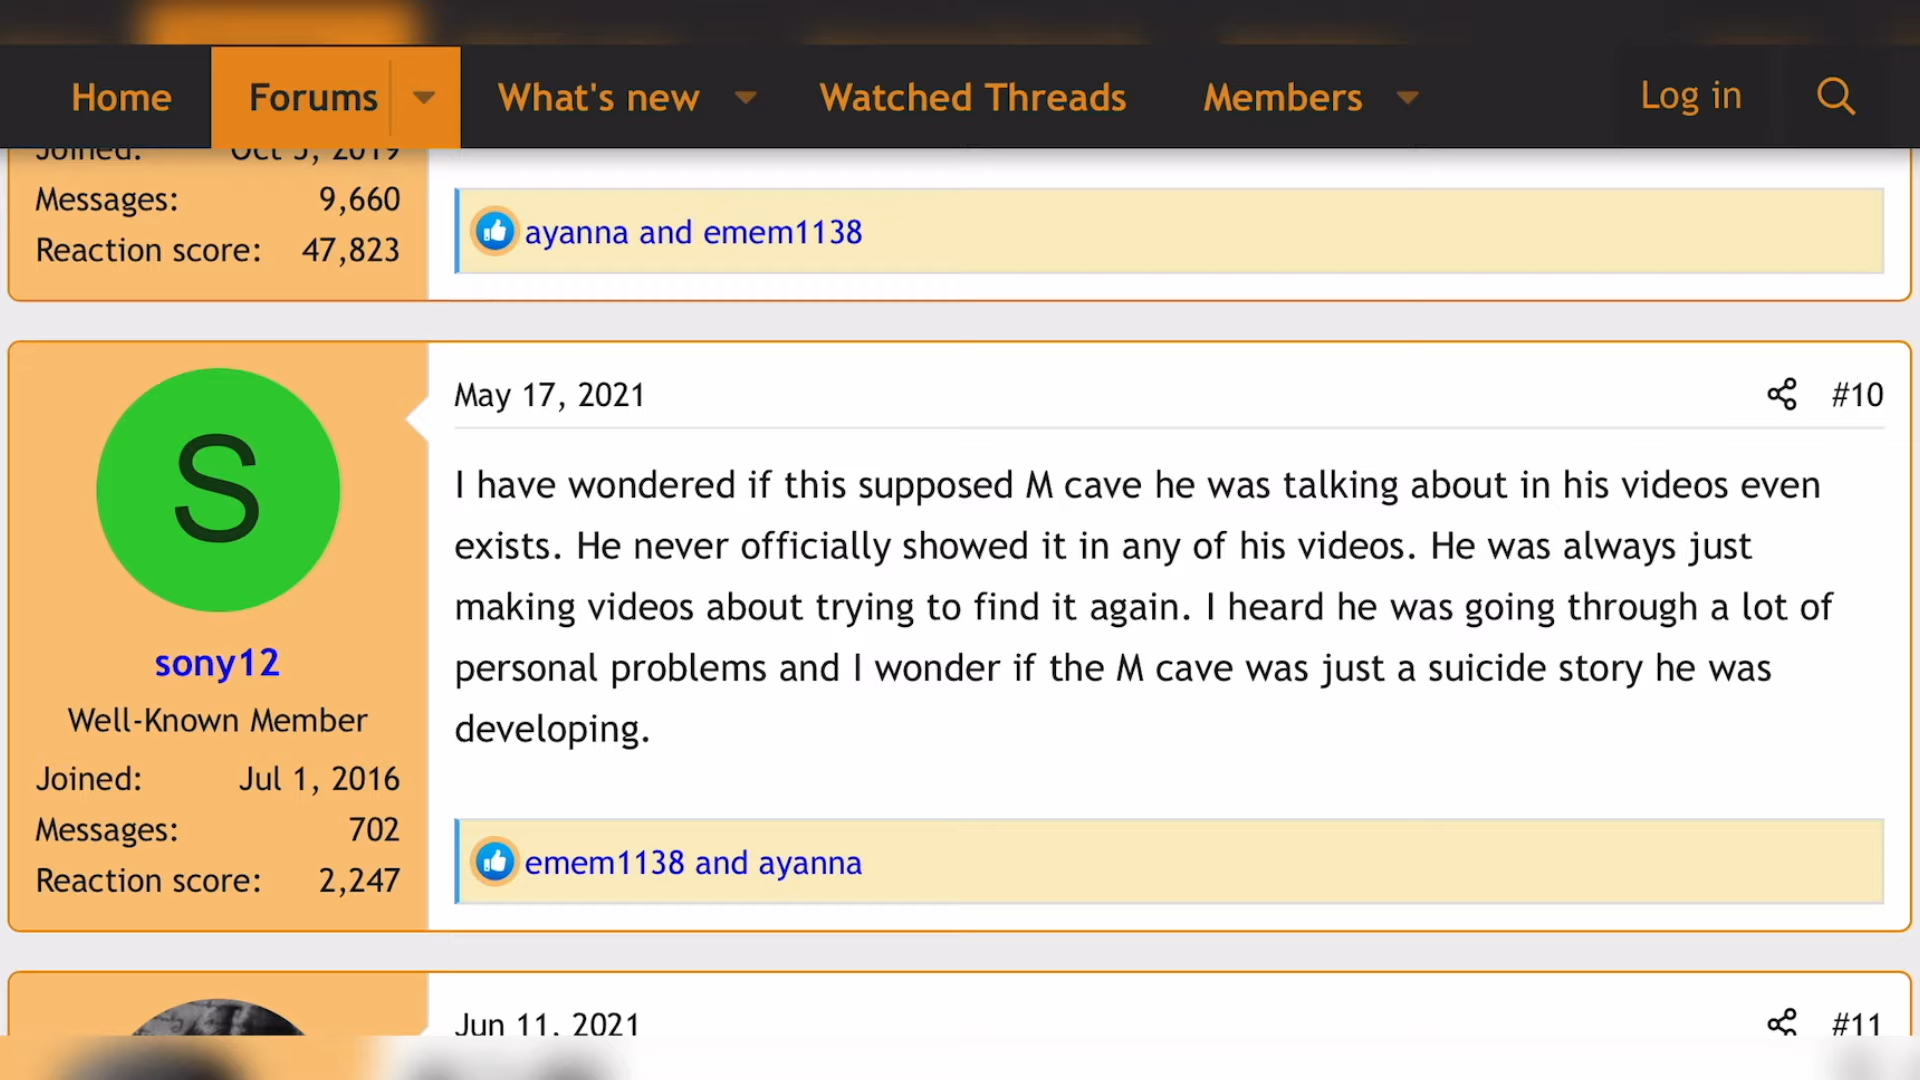 Home Forums What's new Watched Threads Members Log in
Joined: Oct 5, 2019
Messages: 9,660
Reaction score: 47,823
ayanna and emem1138
S
sony12
Well-Known Member
Joined: Jul 1, 2016
Messages: 702
Reaction score: 2,247
May 17, 2021 #10
I have wondered if this supposed M cave he was talking about in his videos even
exists. He never officially showed it in any of his videos. He was always just
making videos about trying to find it again. I heard he was going through a lot of
personal problems and I wonder if the M cave was just a suicide story he was
developing.
emem1138 and ayanna
Jun 11, 2021 #11